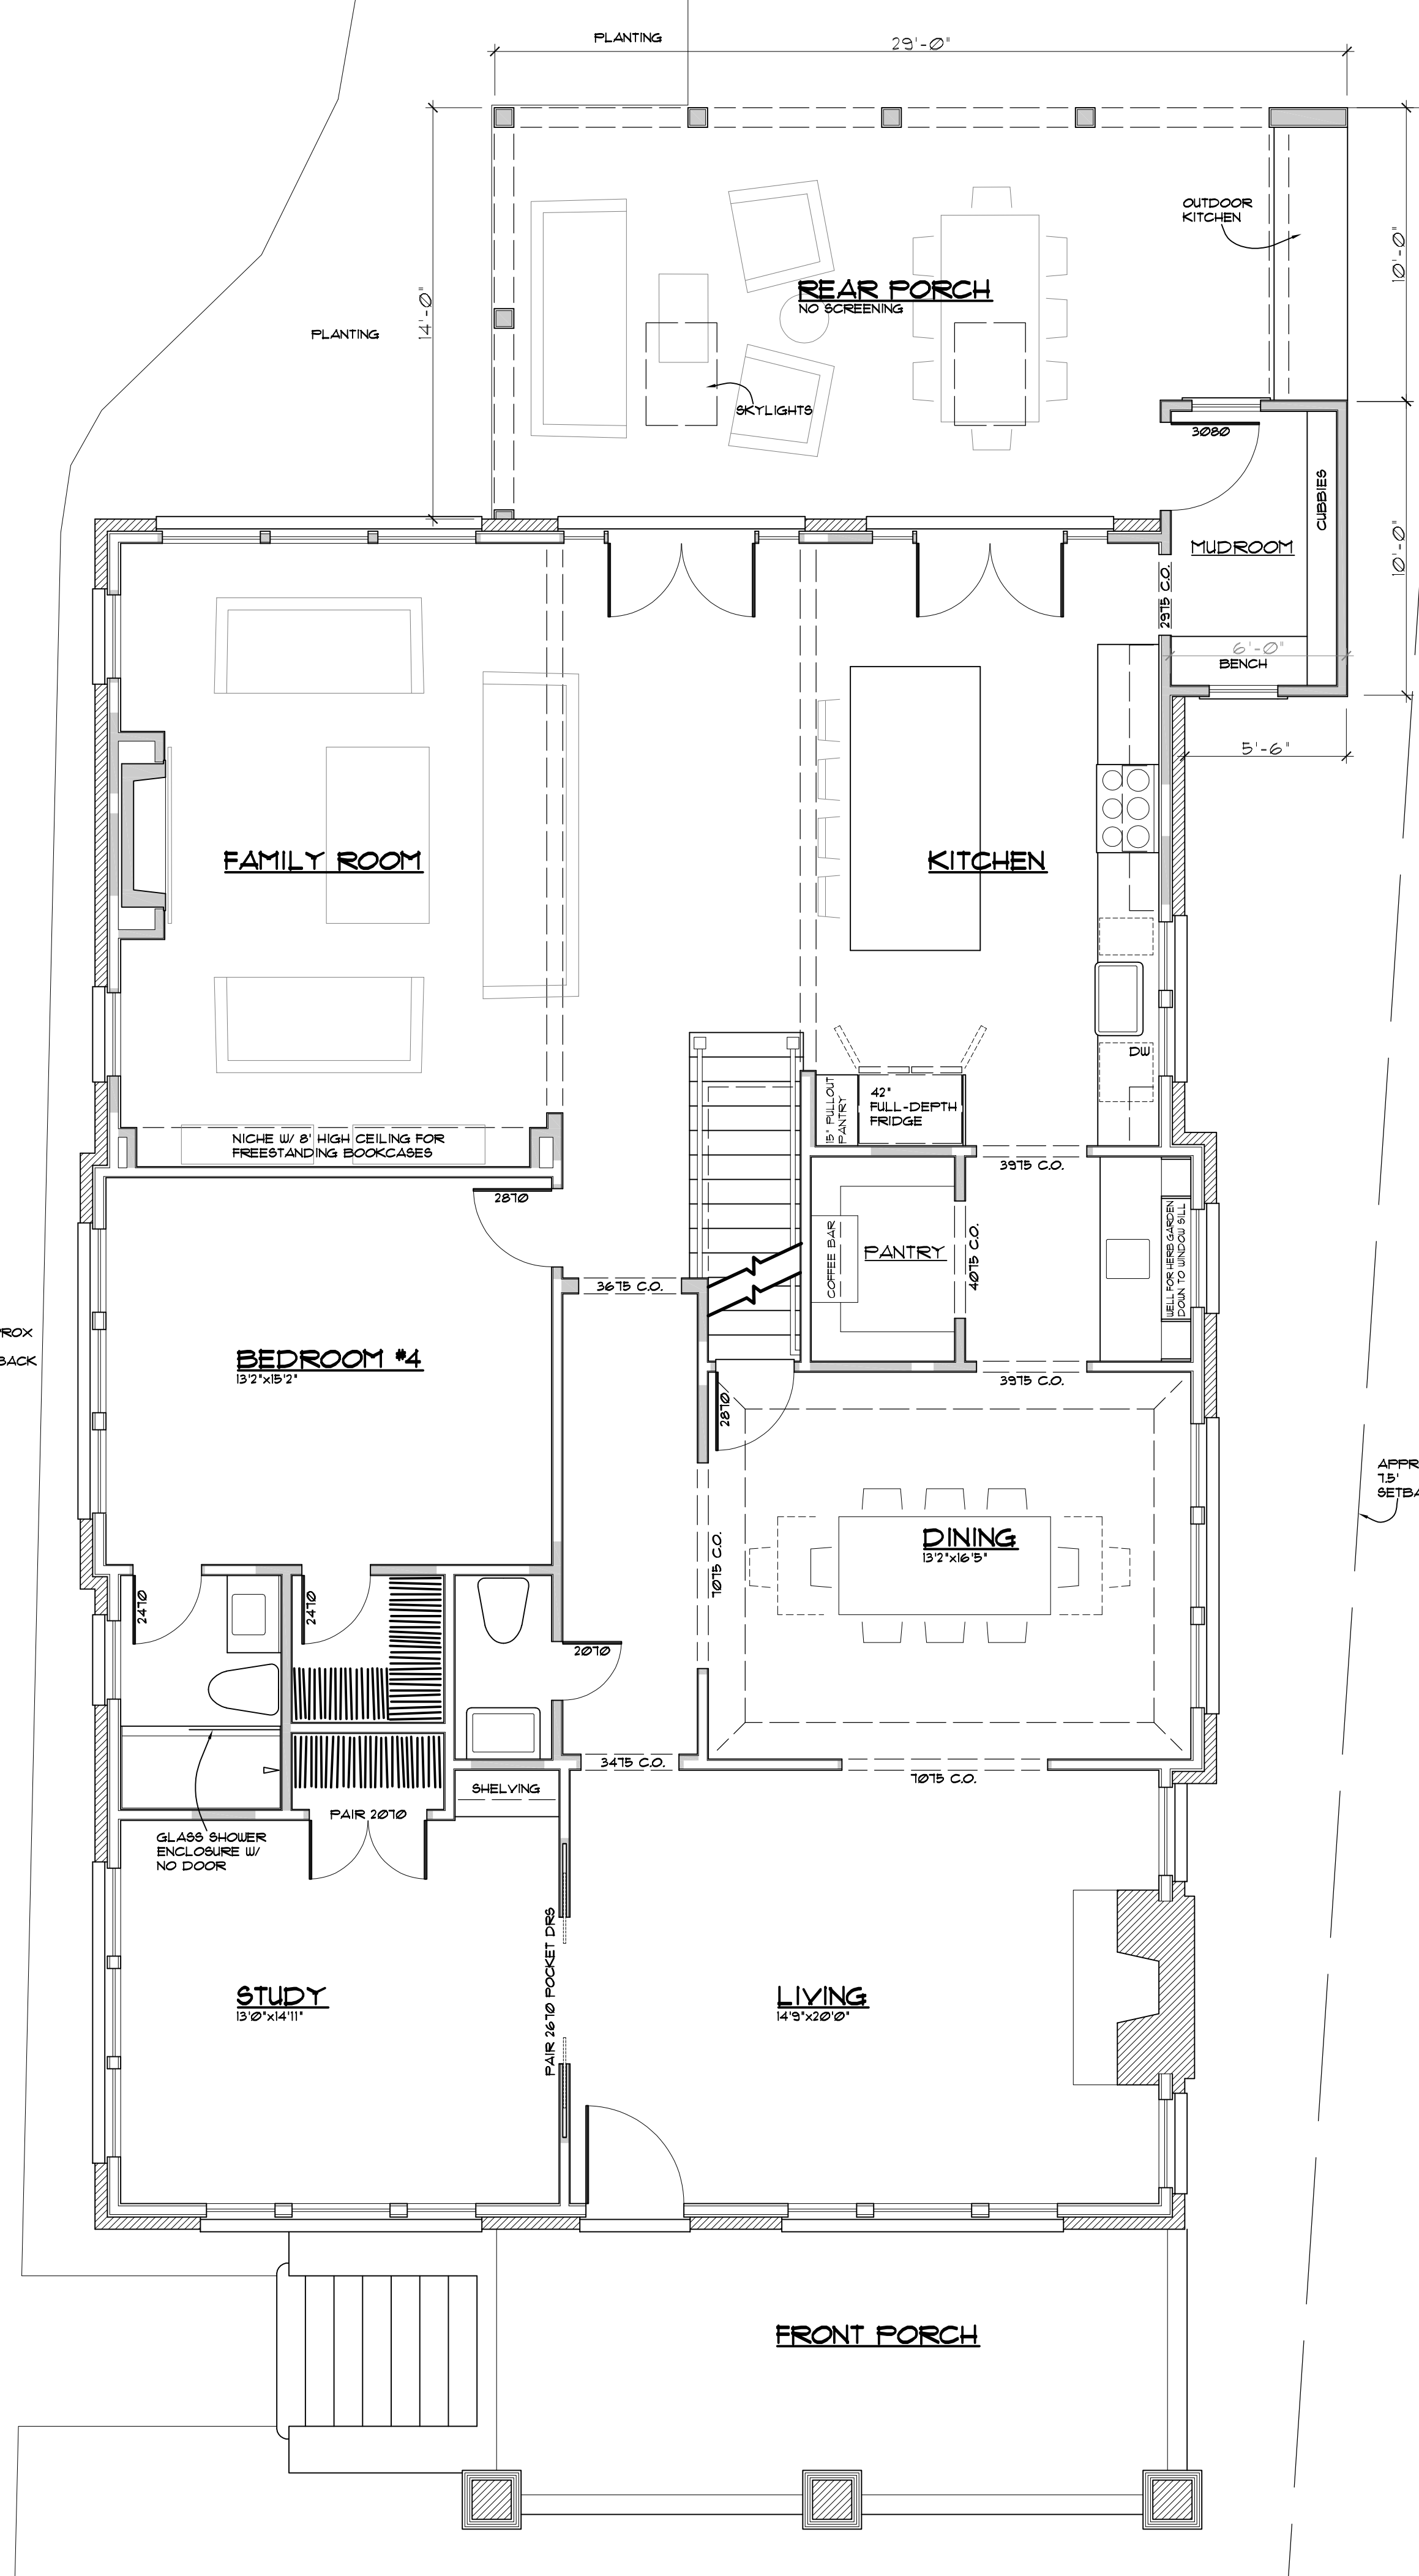 PLANTING
29'-0"
OUTDOOR
KITCHEN
10'-0"
14'-0"
REAR PORCH
NO SCREENING
PLANTING
SKYLIGHTS
3080
CUBBIES
MUDROOM
10'-0"
2975 C.O.
6'-0"
BENCH
5'-6"
FAMILY ROOM
KITCHEN
DW
15" PULLOUT
PANTRY
42"
FULL-DEPTH
FRIDGE
NICHE W/ 8' HIGH CEILING FOR
FREESTANDING BOOKCASES
3975 C.O.
2870
COFFEE BAR
PANTRY
4075 C.O.
WELL FOR HERB GARDEN
DOWN TO WINDOW SILL
3675 C.O.
ROX
BACK
BEDROOM #4
13'2"x15'2"
3975 C.O.
2870
APPR
7.5'
SETBA
7075 C.O.
DINING
13'2"x16'5"
2470
2470
2070
3475 C.O.
7075 C.O.
SHELVING
PAIR 2070
GLASS SHOWER
ENCLOSURE W/
NO DOOR
PAIR 2670 POCKET DRS
STUDY
13'0"x14'11"
LIVING
14'9"x20'0"
FRONT PORCH